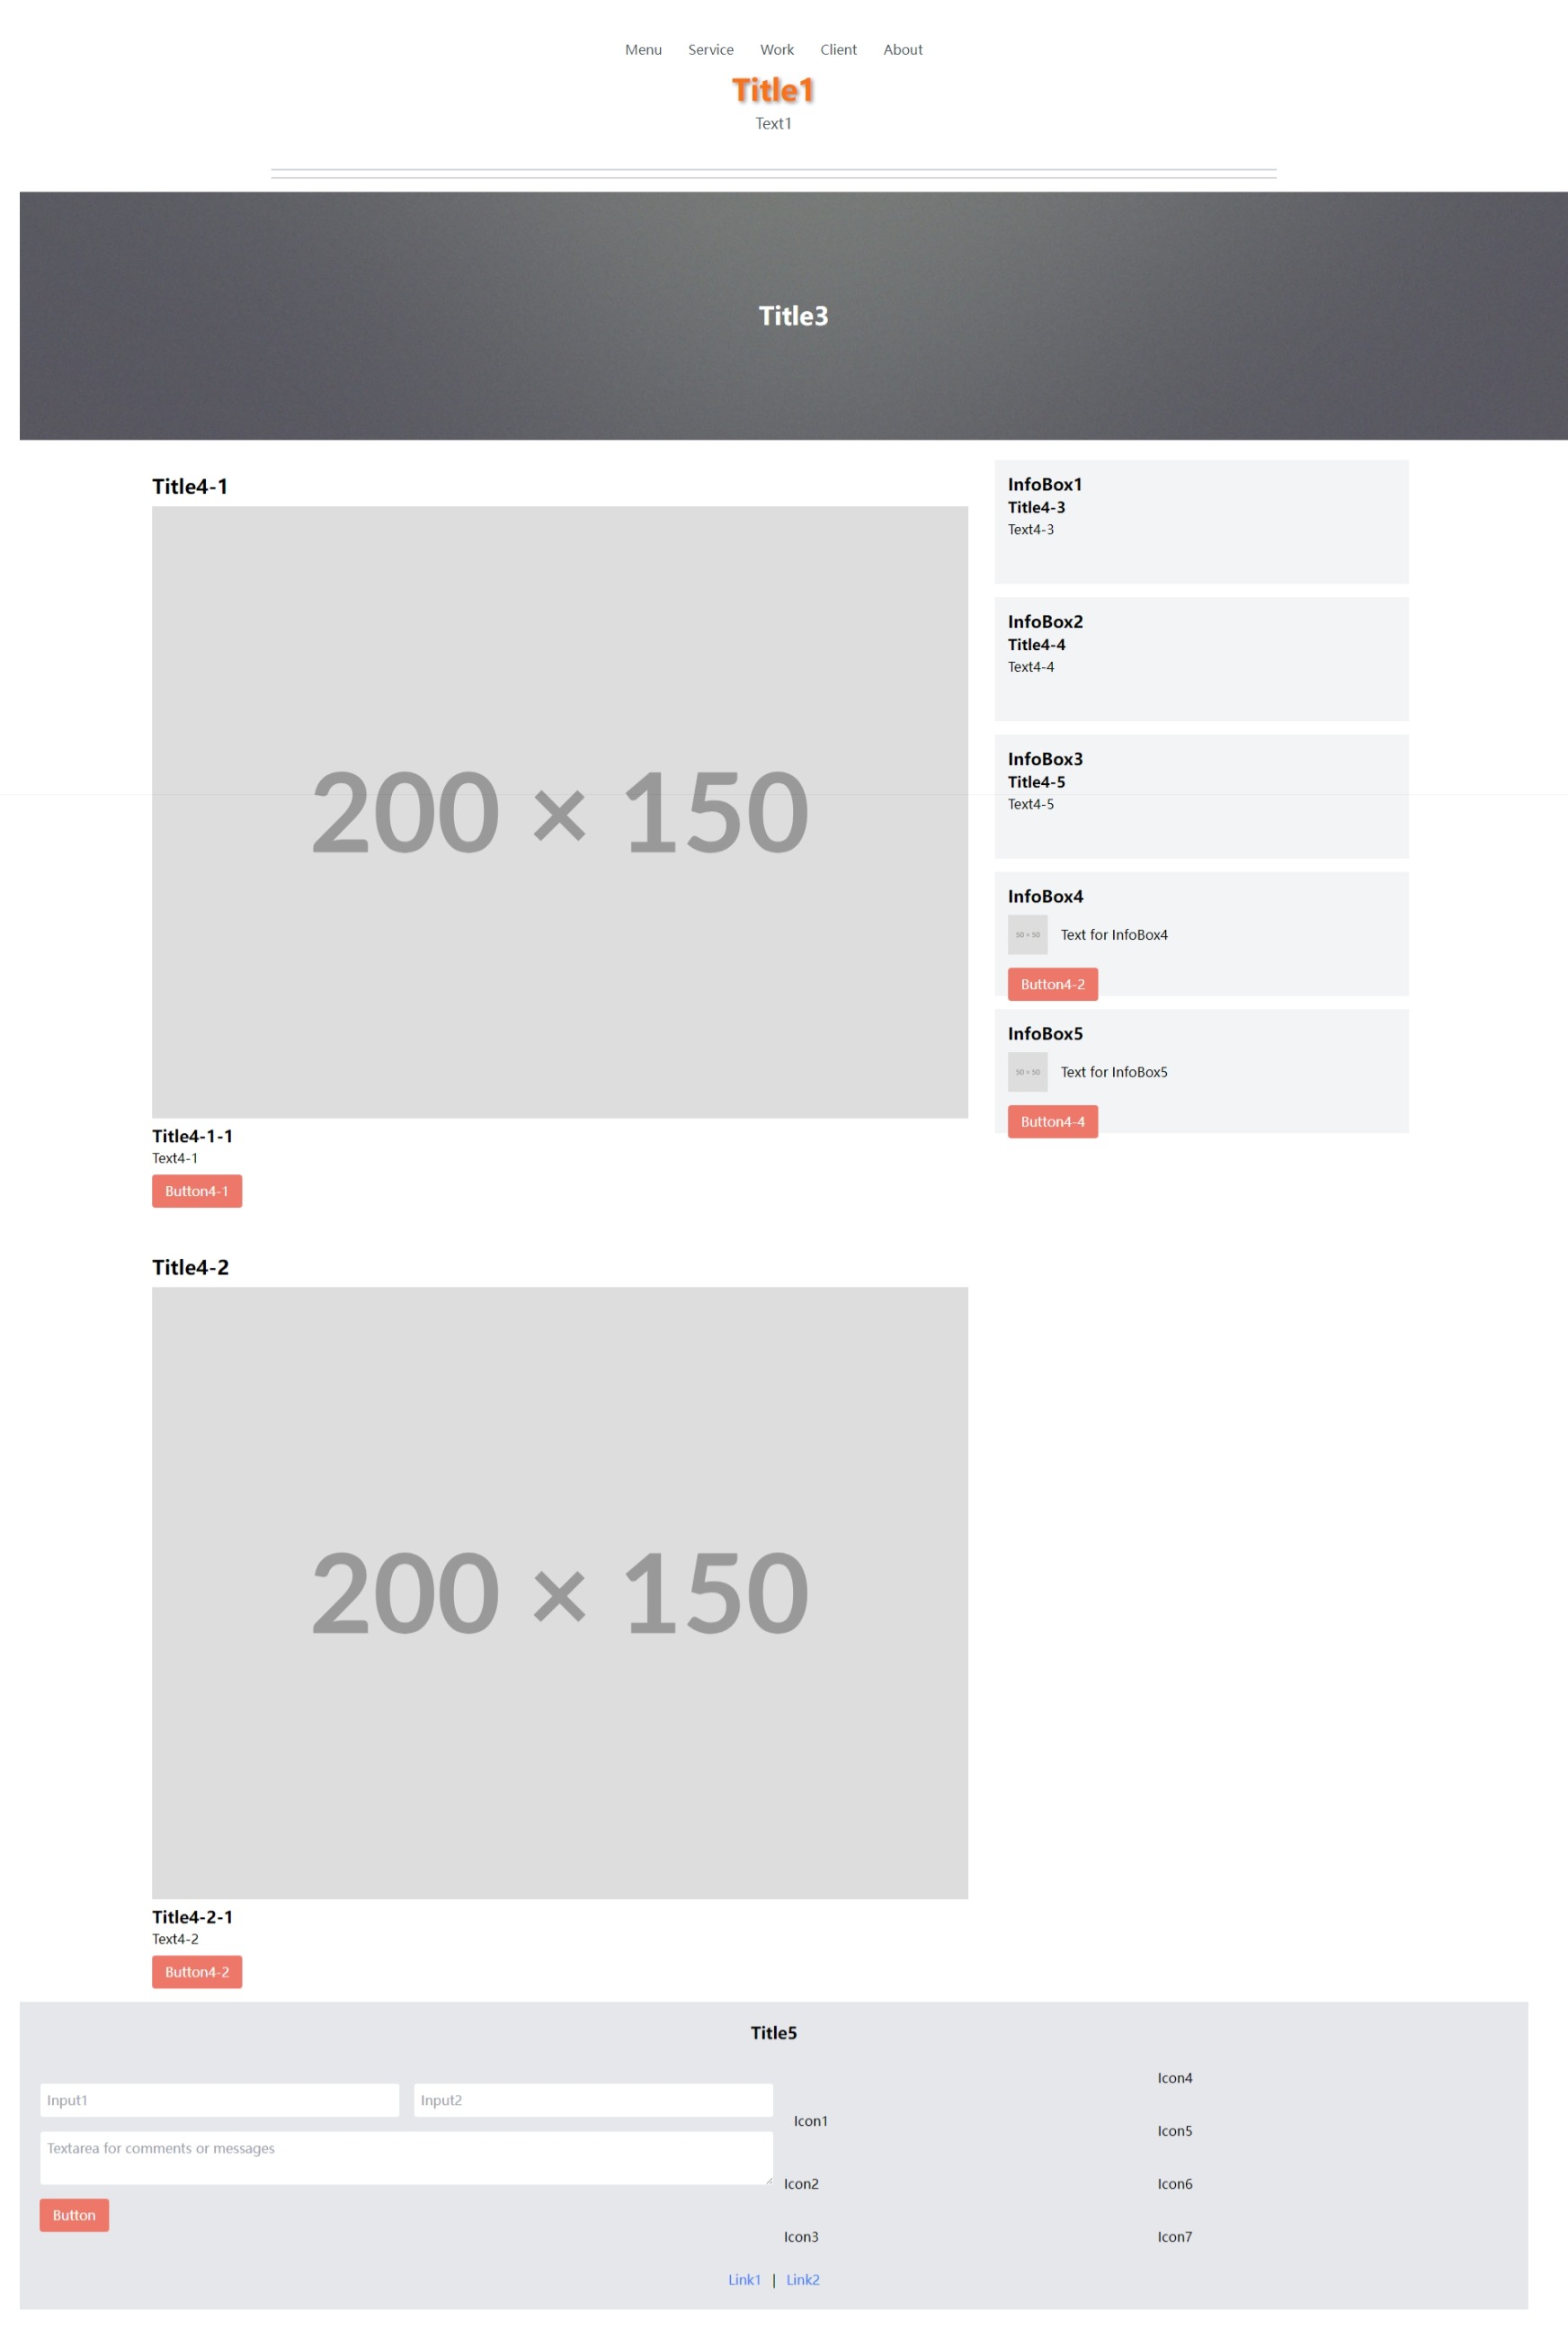 Menu Service Work Client About
Title1
Text1
Title3
Title4-1
200 × 150
Title4-1-1
Text4-1
Button4-1
Title4-2
200 × 150
Title4-2-1
Text4-2
Button4-2
InfoBox1
Title4-3
Text4-3
InfoBox2
Title4-4
Text4-4
InfoBox3
Title4-5
Text4-5
InfoBox4
50 × 50
Text for InfoBox4
Button4-2
InfoBox5
50 × 50
Text for InfoBox5
Button4-4
Title5
Input1
Input2
Textarea for comments or messages
Button
Icon1
Icon2
Icon3
Icon4
Icon5
Icon6
Icon7
Link1 | Link2